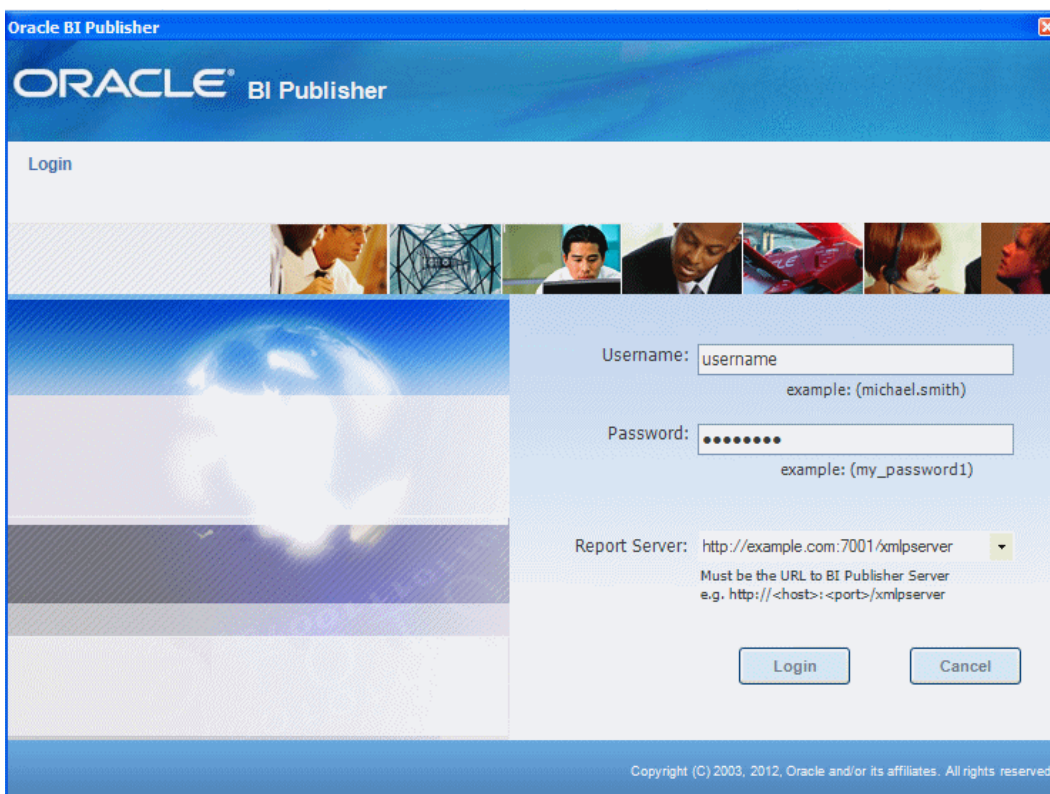 Oracle BI Publisher
ORACLE® BI Publisher
Login
Username: username
example: (michael.smith)
Password: ●●●●●●●●
example: (my_password1)
Report Server: http://example.com:7001/xmlpserver
Must be the URL to BI Publisher Server
e.g. http://<host>:<port>/xmlpserver
Login Cancel
Copyright (C) 2003, 2012, Oracle and/or its affiliates. All rights reserved